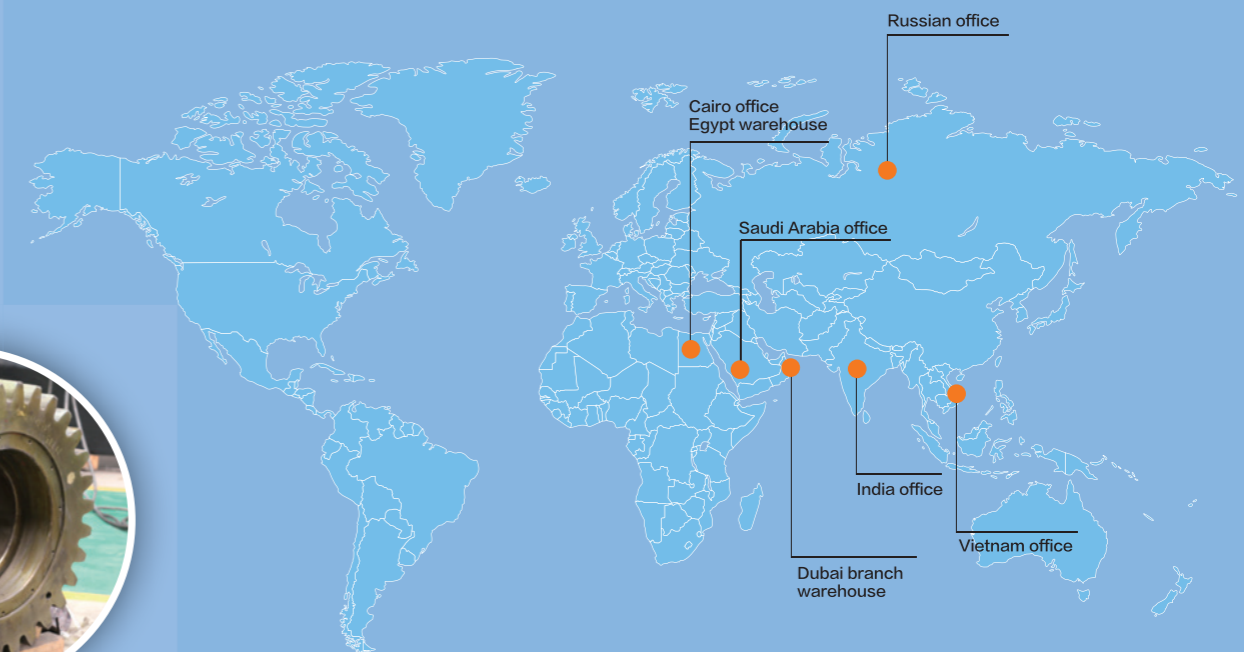 Russian office
Cairo office
Egypt warehouse
Saudi Arabia office
India office
Vietnam office
Dubai branch
warehouse